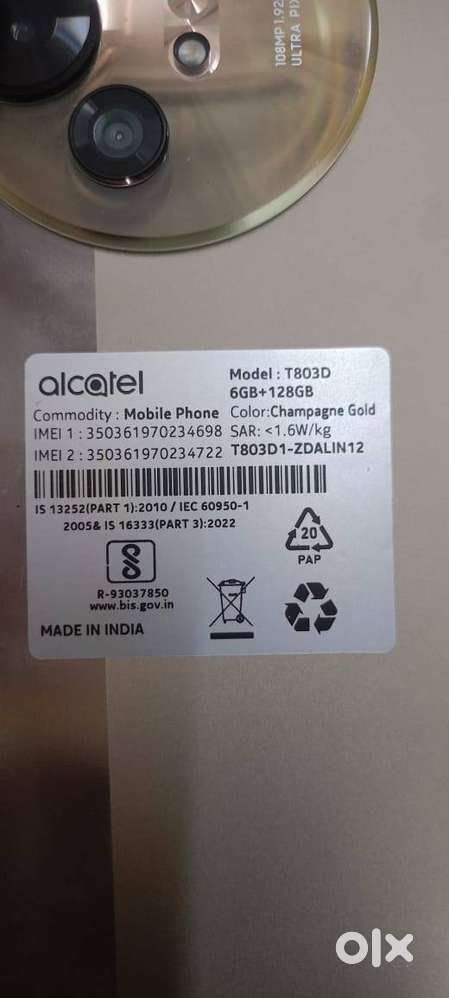 108MP 1.92
ULTRA PI
alcatel
Model : T803D
6GB+128GB
Commodity : Mobile Phone Color:Champagne Gold
IMEI 1 : 350361970234698 SAR: <1.6W/kg
IMEI 2 : 350361970234722 T803D1-ZDALIN12
IS 13252(PART 1):2010 / IEC 60950-1
2005& IS 16333(PART 3):2022
20
PAP
R-93037850
www.bis.gov.in
MADE IN INDIA
olx